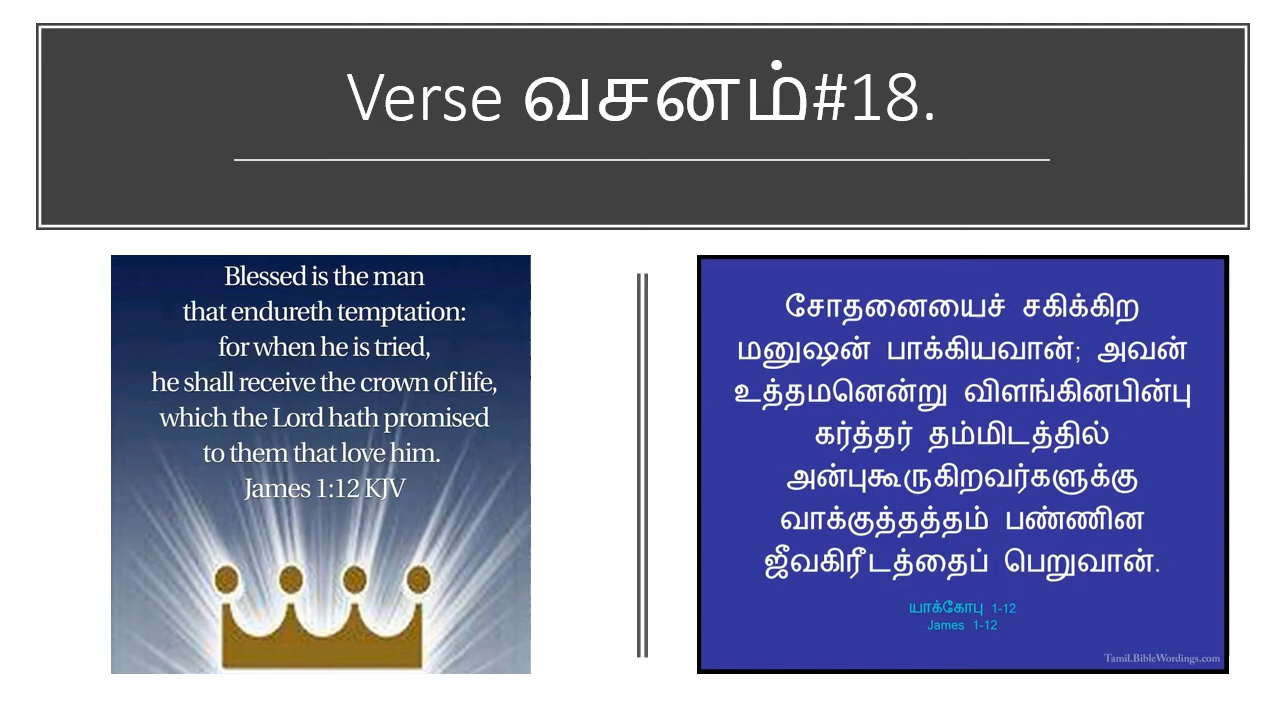 Verse வசனம்#18.
Blessed is the man
that endureth temptation:
for when he is tried,
he shall receive the crown of life,
which the Lord hath promised
to them that love him.
James 1:12 KJV
சோதனையைச் சகிக்கிற
மனுஷன் பாக்கியவான்; அவன்
உத்தமனென்று விளங்கினபின்பு
கர்த்தர் தம்மிடத்தில்
அன்புகூருகிறவர்களுக்கு
வாக்குத்தத்தம் பண்ணின
ஜீவகிரீடத்தைப் பெறுவான்.
யாக்கோபு 1-12
James 1-12
Tamil.BibleWordings.com